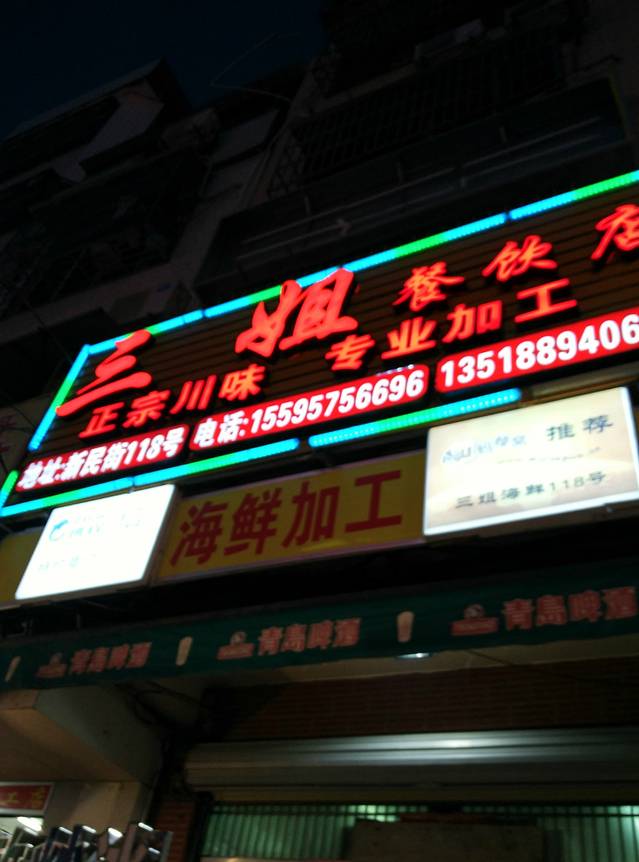 三姐餐饮店
正宗川味 专业加工
地址:新民街118号 电话:15595756696 13518889406
海鲜加工
推荐
三姐海鲜118号
青岛啤酒 青岛啤酒 青岛啤酒